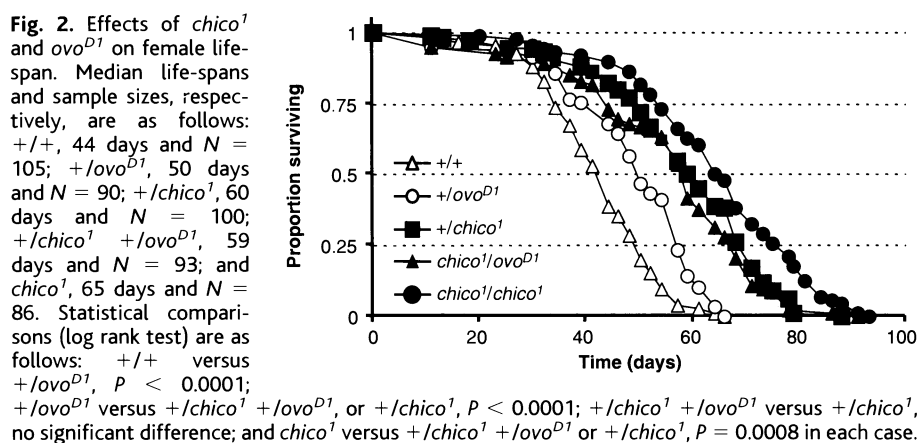 Fig. 2. Effects of chico¹
and ovoᴰ¹ on female life-
span. Median life-spans
and sample sizes, respec-
tively, are as follows:
+/+, 44 days and N =
105; +/ovoᴰ¹, 50 days
and N = 90; +/chico¹, 60
days and N = 100;
+/chico¹ +/ovoᴰ¹, 59
days and N = 93; and
chico¹, 65 days and N =
86. Statistical compari-
sons (log rank test) are as
follows: +/+ versus
+/ovoᴰ¹, P < 0.0001;
+/ovoᴰ¹ versus +/chico¹ +/ovoᴰ¹, or +/chico¹, P < 0.0001; +/chico¹ +/ovoᴰ¹ versus +/chico¹,
no significant difference; and chico¹ versus +/chico¹ +/ovoᴰ¹ or +/chico¹, P = 0.0008 in each case.
Proportion surviving
1
0.75
0.5
0.25
0
+/+
+/ovoᴰ¹
+/chico¹
chico¹/ovoᴰ¹
chico¹/chico¹
0 20 40 60 80 100
Time (days)